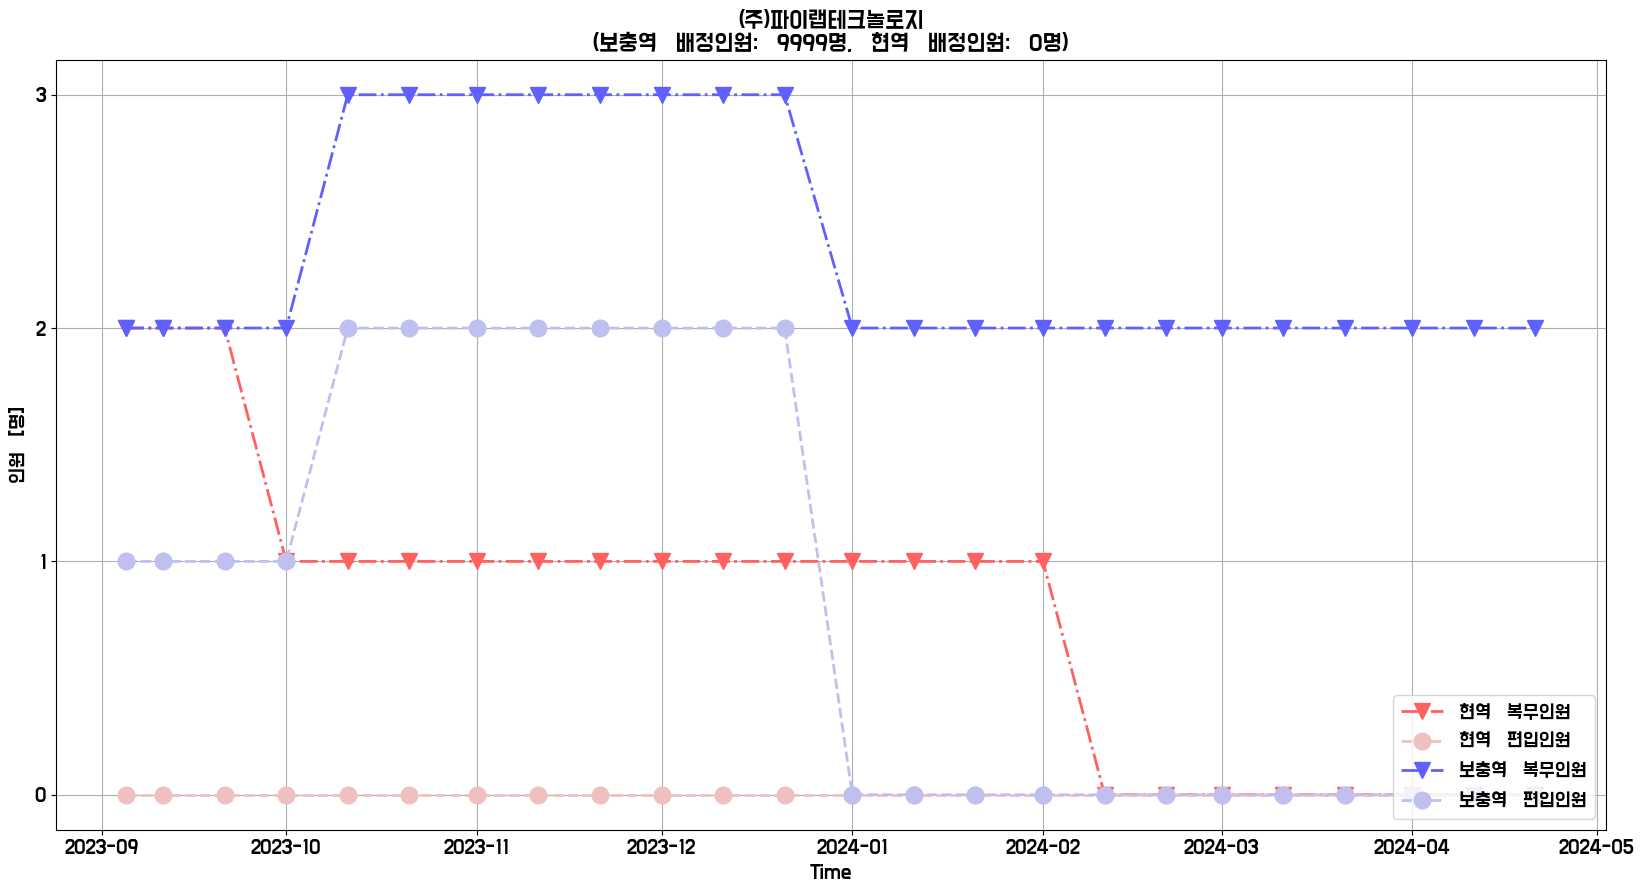 (주)파이랩테크놀로지
(보충역 배정인원: 9999명, 현역 배정인원: 0명)
3
2
1
0
인원 [명]
2023-09 2023-10 2023-11 2023-12 2024-01 2024-02 2024-03 2024-04 2024-05
Time
현역 복무인원
현역 편입인원
보충역 복무인원
보충역 편입인원